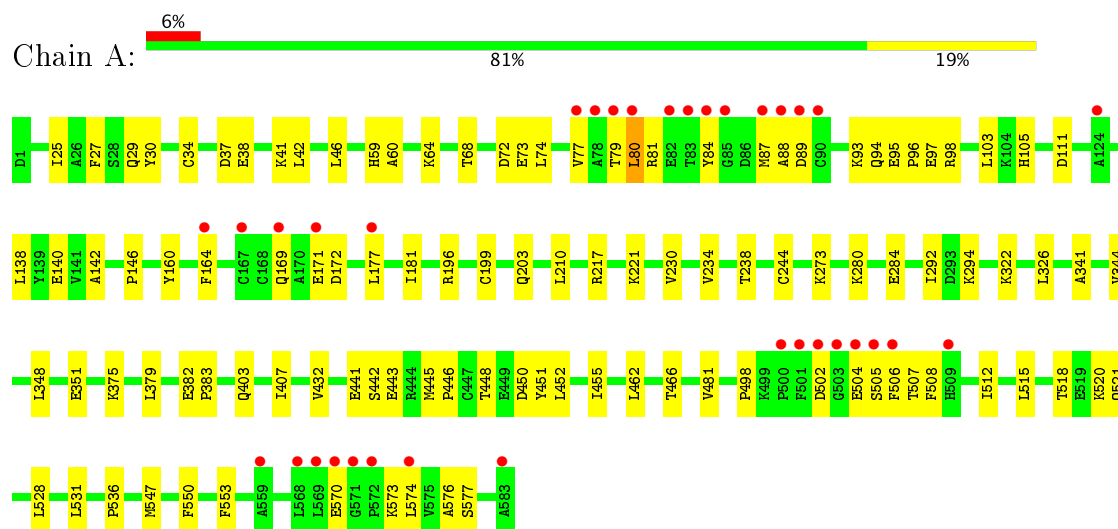 6%
Chain A:
81%
19%
D1 I25 A26 F27 S28 Q29 Y30 C34 D37 E38 K41 L42 L46 H59 A60 K64 T68 D72 E73 L74 V77 A78 T79 L80 R81 E82 T83 Y84 G85 D86 M87 A88 D89 C90 K93 Q94 E95 P96 E97 R98 L103 K104 H105 D111 A124
L138 Y139 E140 V141 A142 P146 Y160 F164 C167 C168 Q169 A170 E171 D172 L177 I181 R196 C199 Q203 L210 R217 K221 V230 V234 T238 C244 K273 K280 E284 I292 D293 K294 K322 L326 A341 V344
L348 E351 K375 L379 E382 P383 Q403 I407 V432 E441 S442 E443 R444 M445 P446 C447 T448 E449 D450 Y451 L452 I455 L462 T466 V481 P498 K499 P500 F501 D502 G503 E504 S505 F506 T507 F508 H509 I512 L515 T518 E519 K520 Q521
L528 L531 P536 M547 F550 F553 A559 L568 L569 E570 G571 P572 K573 L574 V575 A576 S577 A583